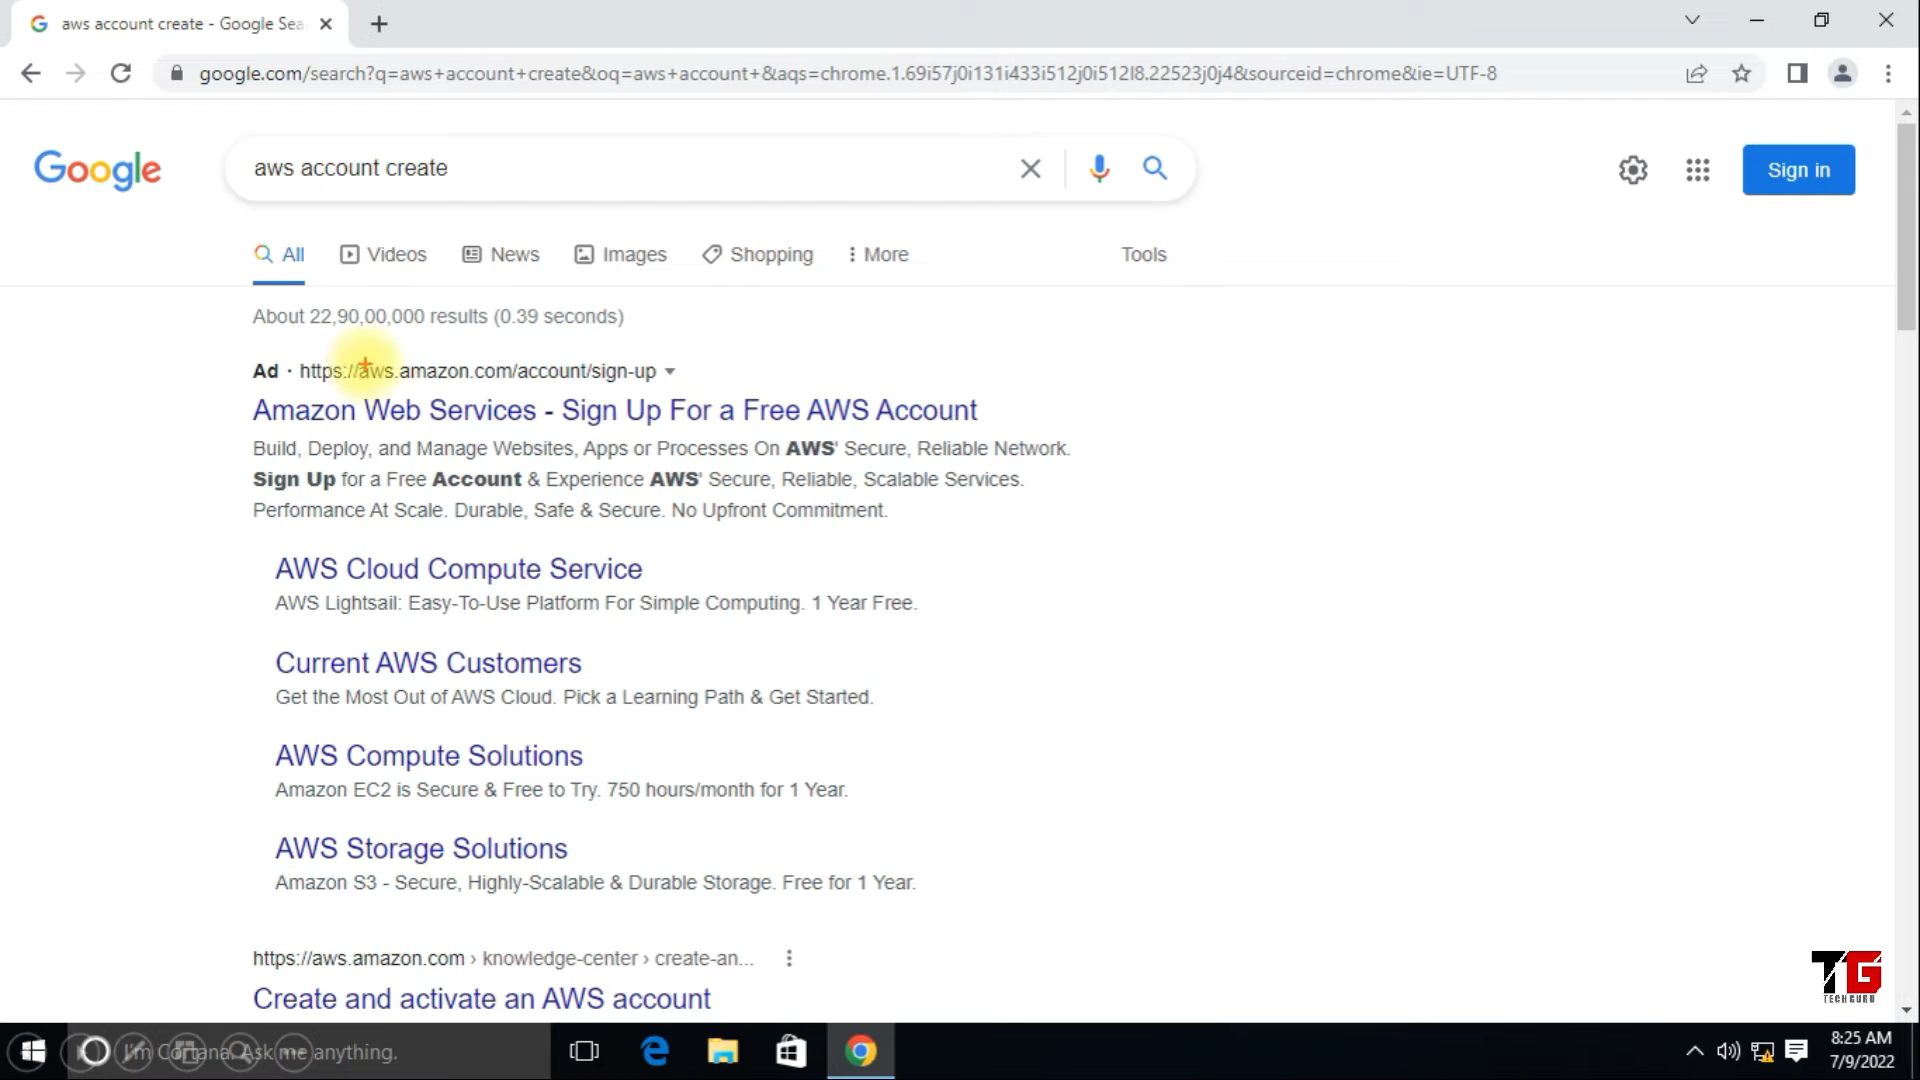 aws account create - Google Sea
google.com/search?q=aws+account+create&oq=aws+account+&aqs=chrome.1.69i57j0i131i433i512j0i512l8.22523j0j4&sourceid=chrome&ie=UTF-8
Google
aws account create
Sign in
All Videos News Images Shopping More Tools
About 22,90,00,000 results (0.39 seconds)
Ad · https://aws.amazon.com/account/sign-up
Amazon Web Services - Sign Up For a Free AWS Account
Build, Deploy, and Manage Websites, Apps or Processes On AWS' Secure, Reliable Network.
Sign Up for a Free Account & Experience AWS' Secure, Reliable, Scalable Services.
Performance At Scale. Durable, Safe & Secure. No Upfront Commitment.
AWS Cloud Compute Service
AWS Lightsail: Easy-To-Use Platform For Simple Computing. 1 Year Free.
Current AWS Customers
Get the Most Out of AWS Cloud. Pick a Learning Path & Get Started.
AWS Compute Solutions
Amazon EC2 is Secure & Free to Try. 750 hours/month for 1 Year.
AWS Storage Solutions
Amazon S3 - Secure, Highly-Scalable & Durable Storage. Free for 1 Year.
https://aws.amazon.com › knowledge-center › create-an...
Create and activate an AWS account
TG
TECH GURU
I'm Cortana. Ask me anything.
8:25 AM
7/9/2022